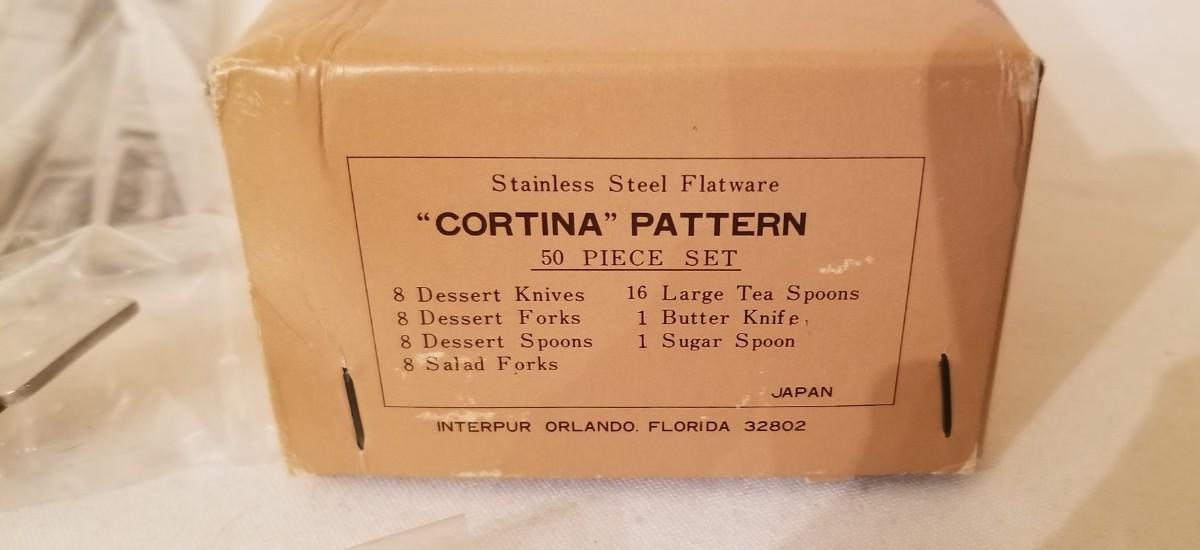 Stainless Steel Flatware
“CORTINA” PATTERN
50 PIECE SET
8 Dessert Knives
8 Dessert Forks
8 Dessert Spoons
8 Salad Forks
16 Large Tea Spoons
1 Butter Knife,
1 Sugar Spoon
JAPAN
INTERPUR ORLANDO. FLORIDA 32802